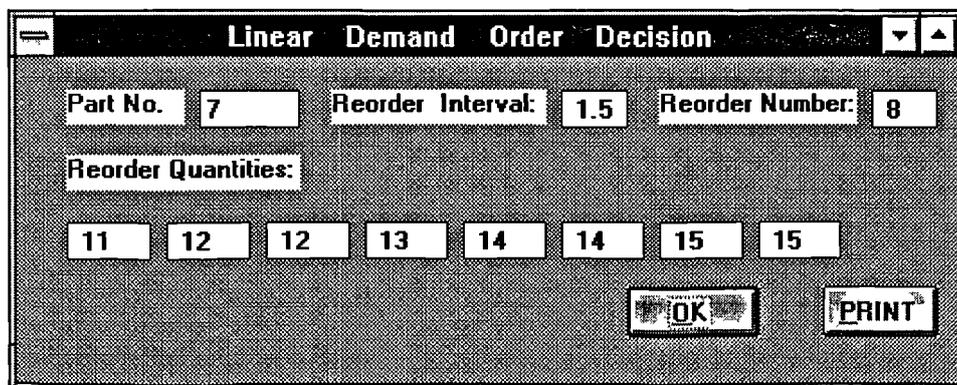 Linear Demand Order Decision
Part No. 7 Reorder Interval: 1.5 Reorder Number: 8
Reorder Quantities:
11 12 12 13 14 14 15 15
OK PRINT